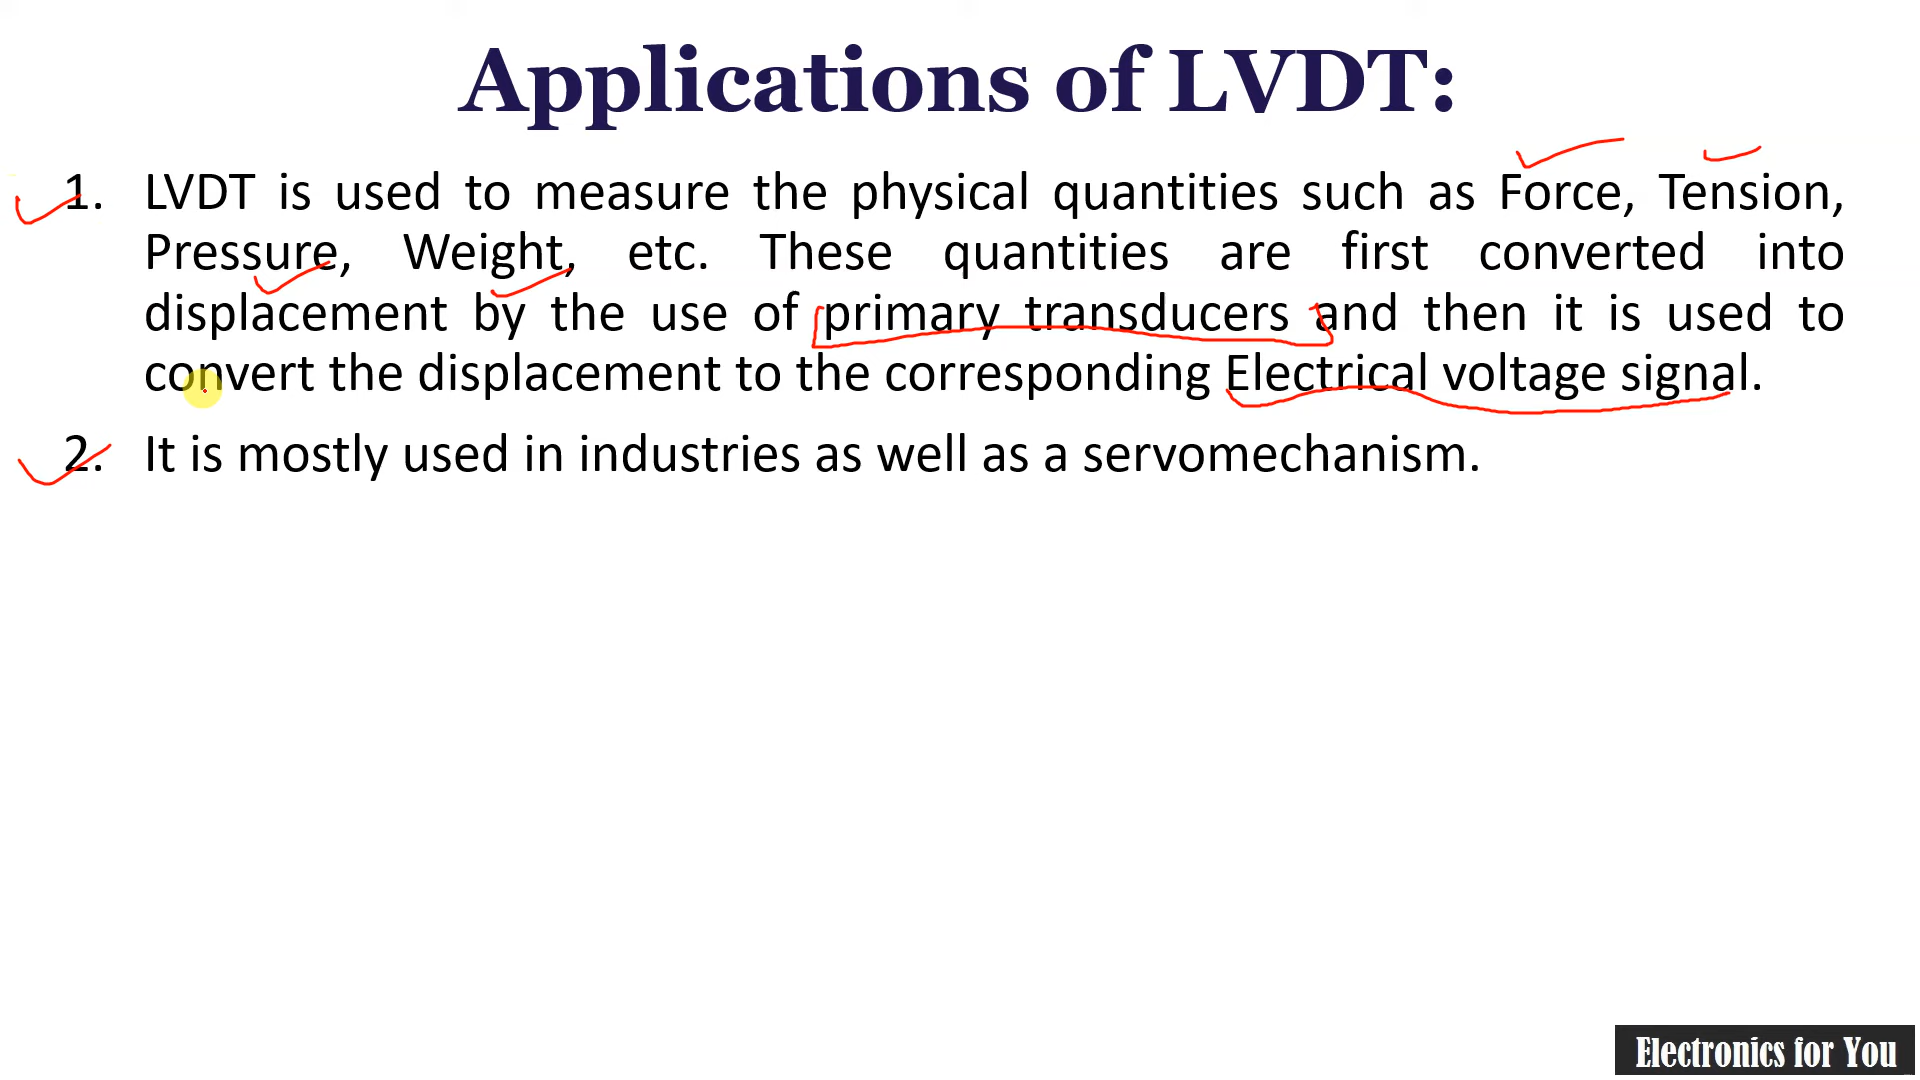 Applications of LVDT:
1. LVDT is used to measure the physical quantities such as Force, Tension,
Pressure, Weight, etc. These quantities are first converted into
displacement by the use of primary transducers and then it is used to
convert the displacement to the corresponding Electrical voltage signal.
2. It is mostly used in industries as well as a servomechanism.
Electronics for You